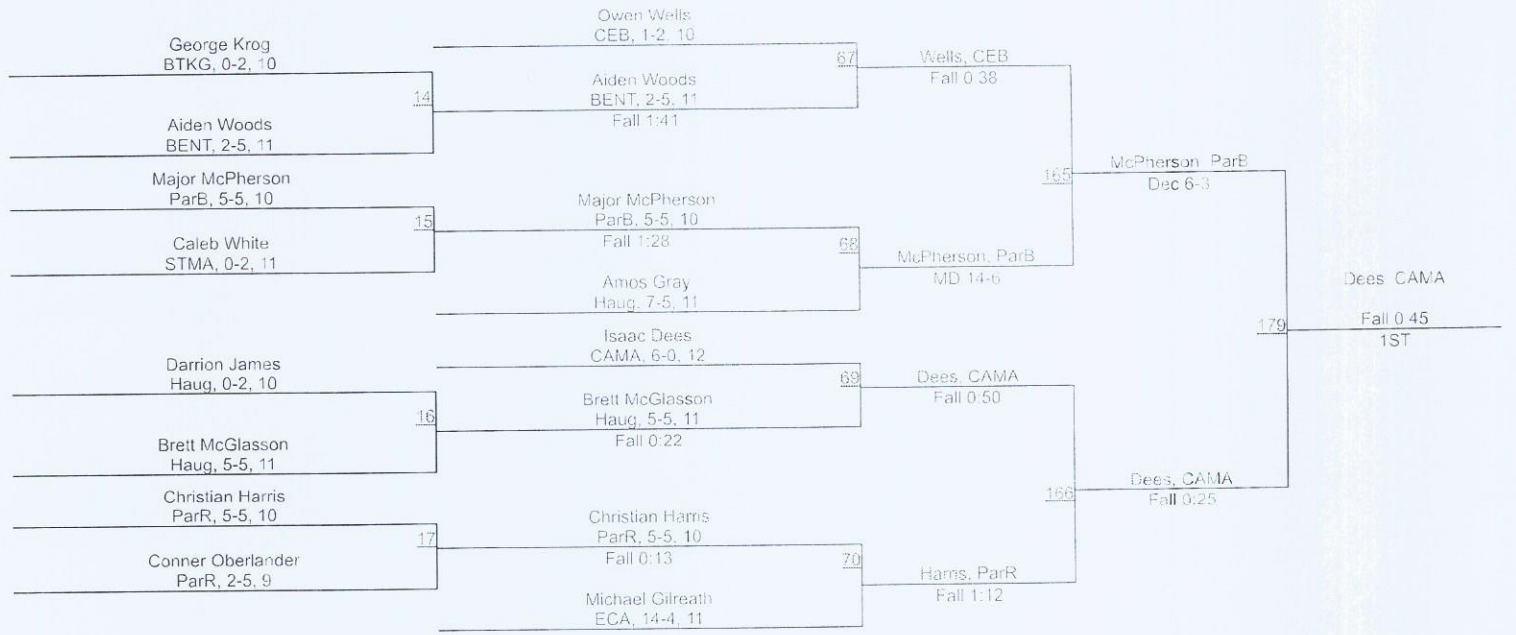 George Krog
BTKG, 0-2, 10
14
Aiden Woods
BENT, 2-5, 11
Major McPherson
ParB, 5-5, 10
15
Caleb White
STMA, 0-2, 11
Darrion James
Haug, 0-2, 10
16
Brett McGlasson
Haug, 5-5, 11
Christian Harris
ParR, 5-5, 10
17
Conner Oberlander
ParR, 2-5, 9
Owen Wells
CEB, 1-2, 10
67
Aiden Woods
BENT, 2-5, 11
Fall 1:41
Major McPherson
ParB, 5-5, 10
Fall 1:28
68
Amos Gray
Haug, 7-5, 11
Isaac Dees
CAMA, 6-0, 12
69
Brett McGlasson
Haug, 5-5, 11
Fall 0:22
Christian Harris
ParR, 5-5, 10
Fall 0:13
70
Michael Gilreath
ECA, 14-4, 11
Wells, CEB
Fall 0:38
165
McPherson, ParB
MD 14-6
Dees, CAMA
Fall 0:50
166
Harris, ParR
Fall 1:12
McPherson, ParB
Dec 6-3
179
Dees, CAMA
Fall 0:25
Dees, CAMA
Fall 0:45
1ST